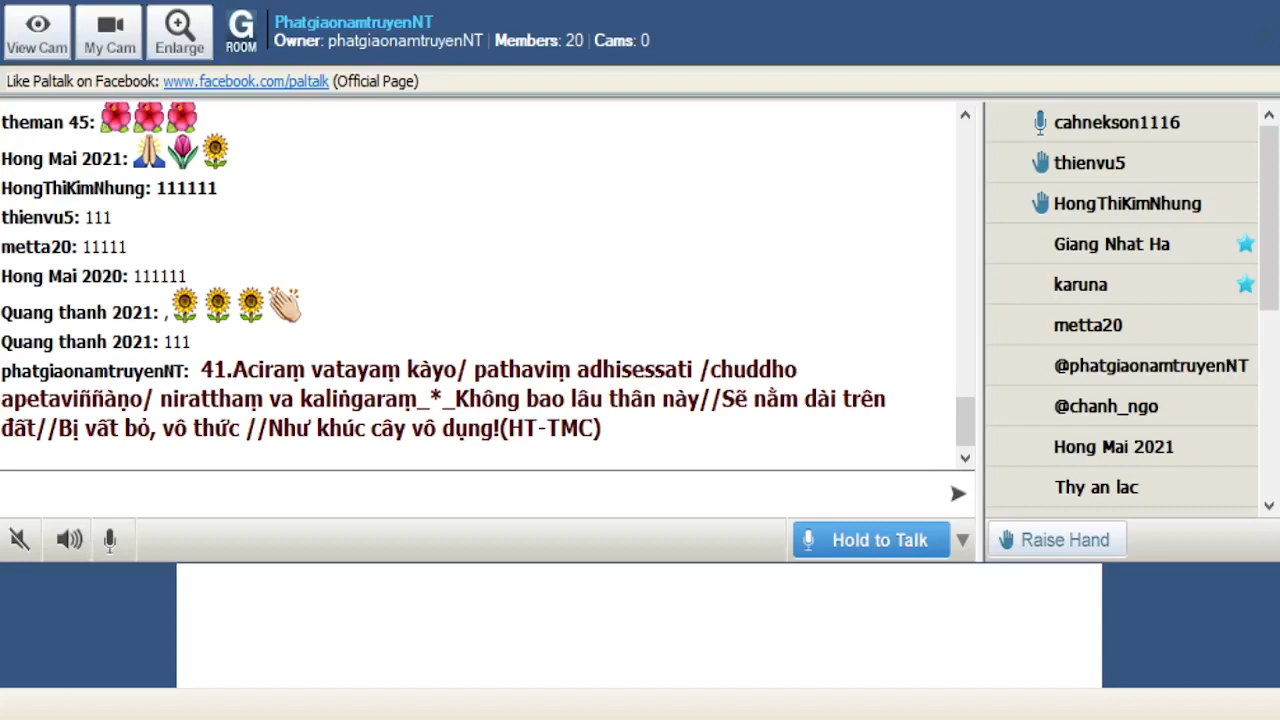 View Cam
My Cam
Enlarge
G
ROOM
PhatgiaonamtruyenNT
Owner: phatgiaonamtruyenNT | Members: 20 | Cams: 0
Like Paltalk on Facebook: www.facebook.com/paltalk (Official Page)
theman 45:
Hong Mai 2021:
HongThiKimNhung: 111111
thienvu5: 111
metta20: 11111
Hong Mai 2020: 111111
Quang thanh 2021: ,
Quang thanh 2021: 111
phatgiaonamtruyenNT: 41.Aciraṃ vatayaṃ kàyo/ pathaviṃ adhisessati /chuddho
apetaviññàṇo/ niratthaṃ va kaliṅgaraṃ_*_Không bao lâu thân này//Sẽ nằm dài trên
đất//Bị vất bỏ, vô thức //Như khúc cây vô dụng!(HT-TMC)
cahnekson1116
thienvu5
HongThiKimNhung
Giang Nhat Ha
karuna
metta20
@phatgiaonamtruyenNT
@chanh_ngo
Hong Mai 2021
Thy an lac
Hold to Talk
Raise Hand